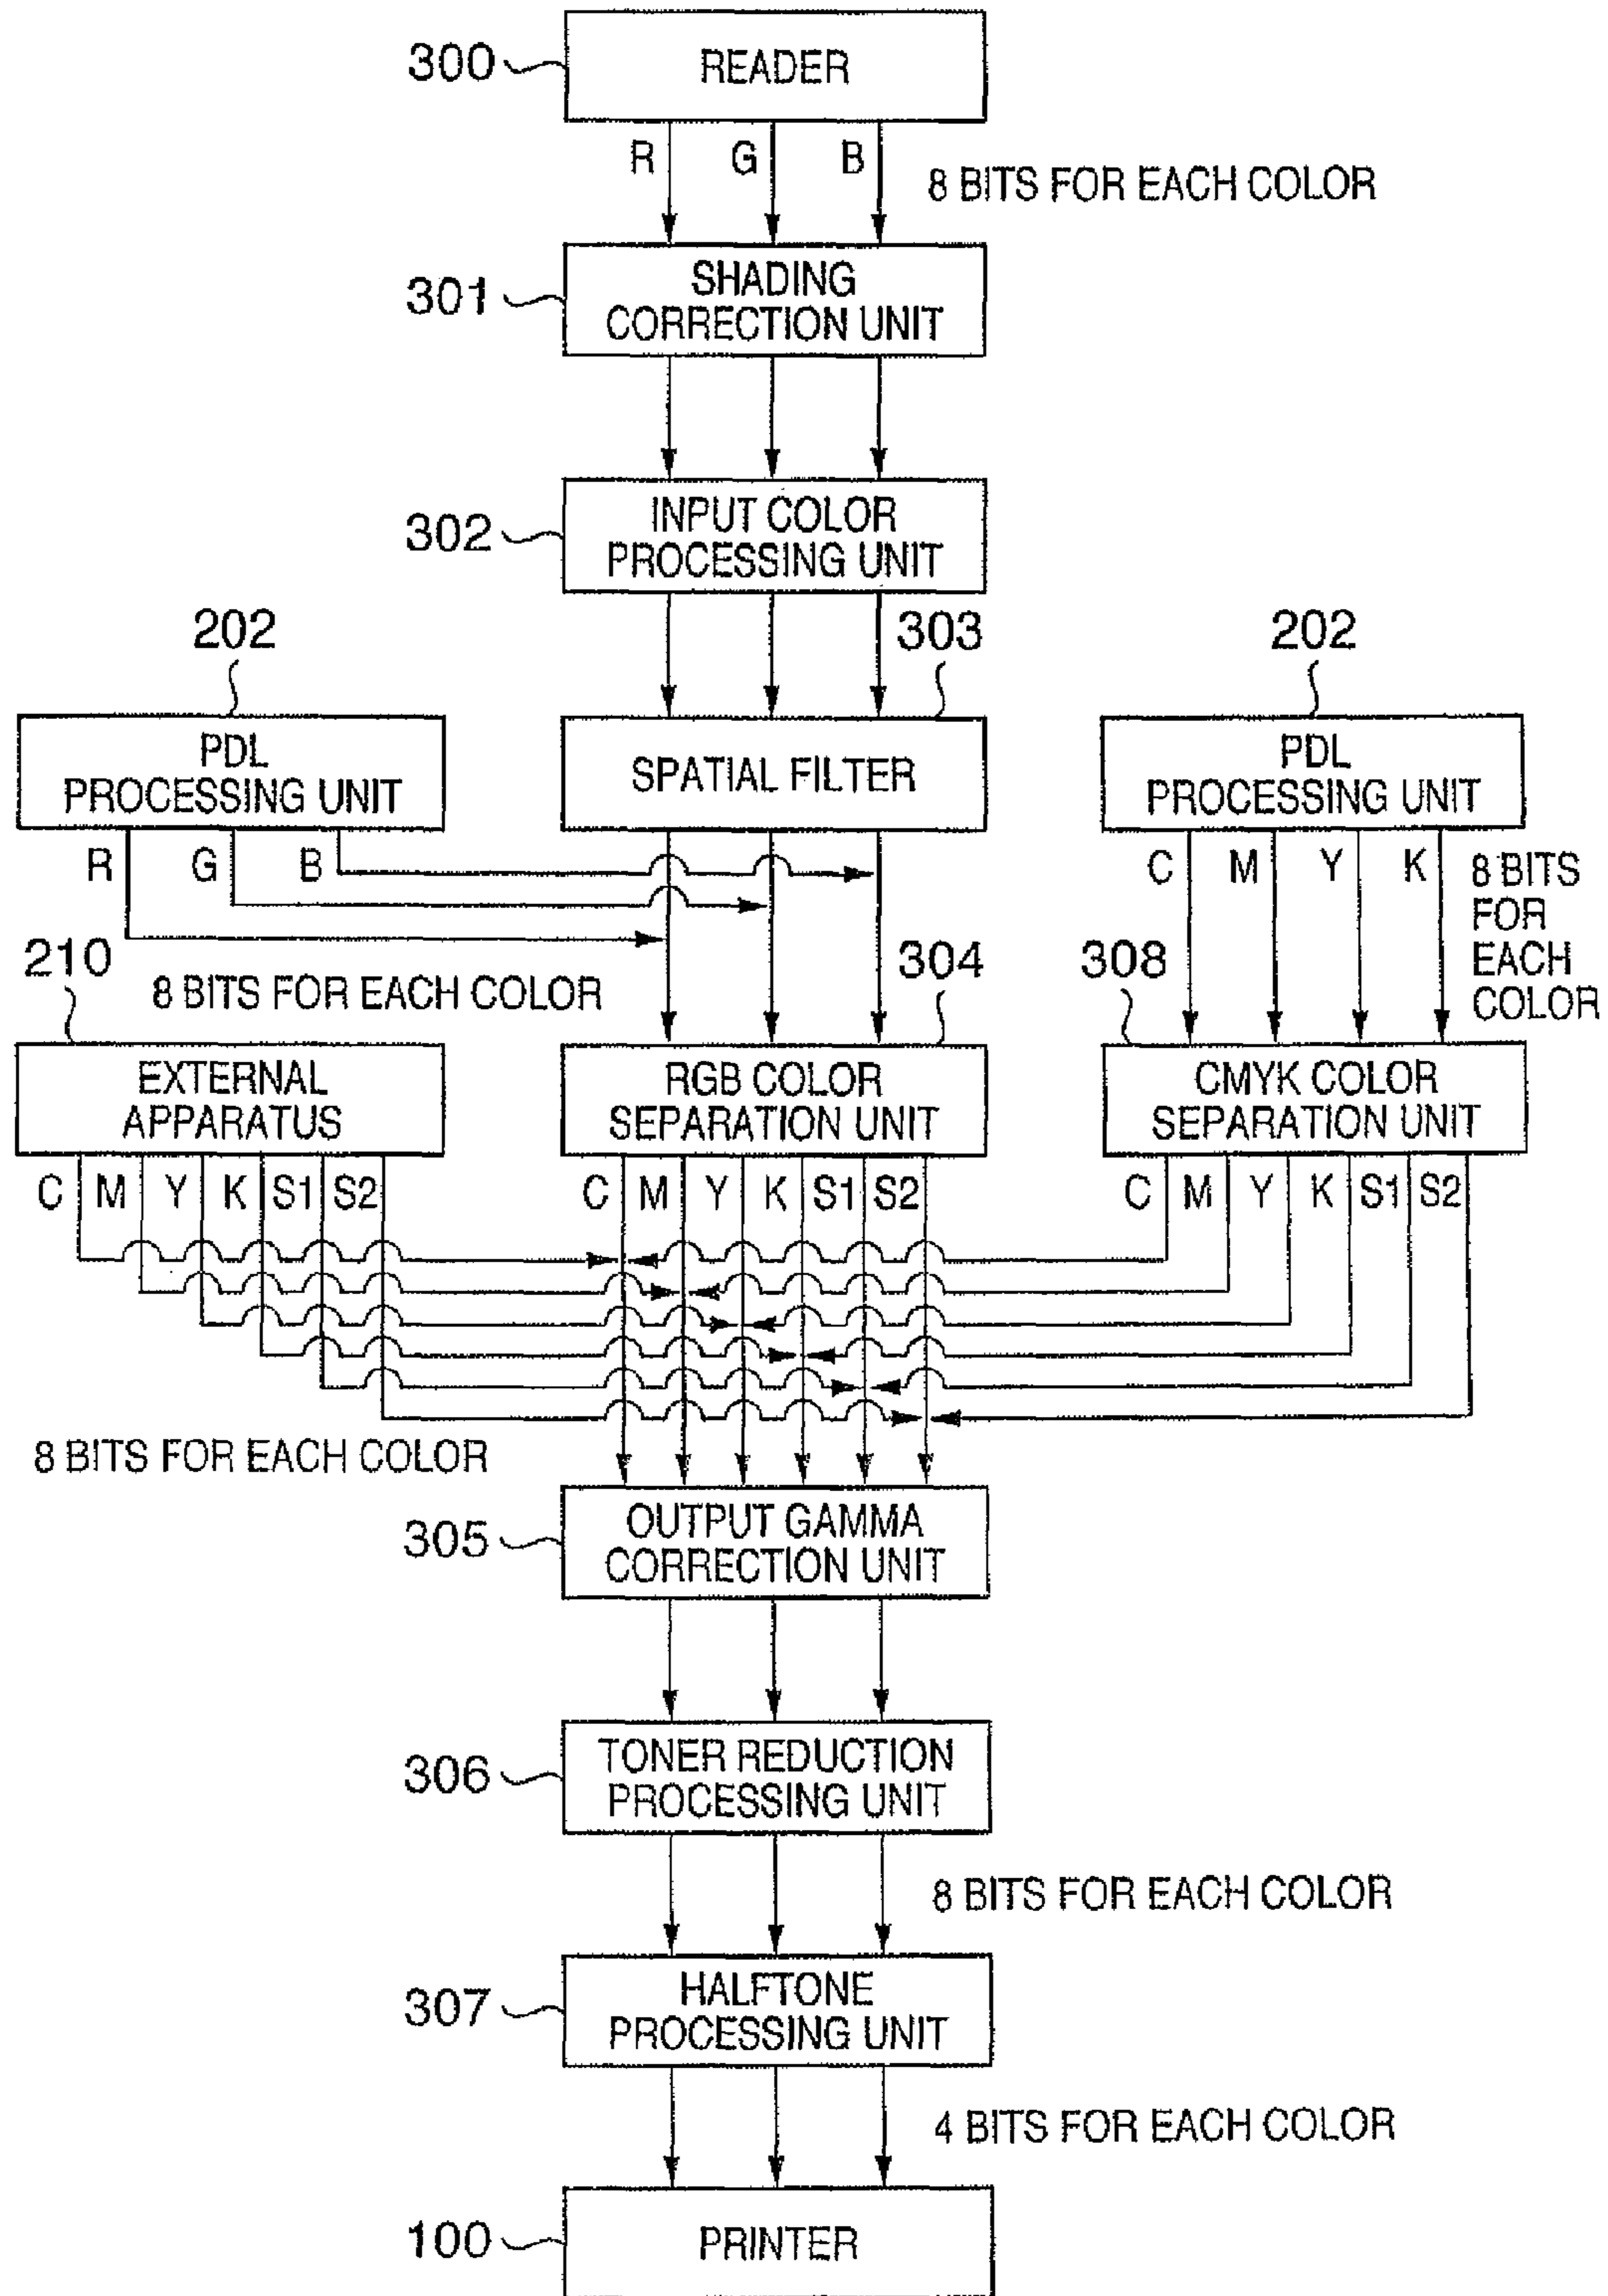 300
READER
R G B
8 BITS FOR EACH COLOR
301
SHADING
CORRECTION UNIT
302
INPUT COLOR
PROCESSING UNIT
202
303
202
PDL
PROCESSING UNIT
SPATIAL FILTER
PDL
PROCESSING UNIT
R G B
C M Y K
8 BITS
FOR
EACH
COLOR
210
8 BITS FOR EACH COLOR
304
308
EXTERNAL
APPARATUS
RGB COLOR
SEPARATION UNIT
CMYK COLOR
SEPARATION UNIT
C M Y K S1 S2
C M Y K S1 S2
C M Y K S1 S2
8 BITS FOR EACH COLOR
305
OUTPUT GAMMA
CORRECTION UNIT
306
TONER REDUCTION
PROCESSING UNIT
8 BITS FOR EACH COLOR
307
HALFTONE
PROCESSING UNIT
4 BITS FOR EACH COLOR
100
PRINTER